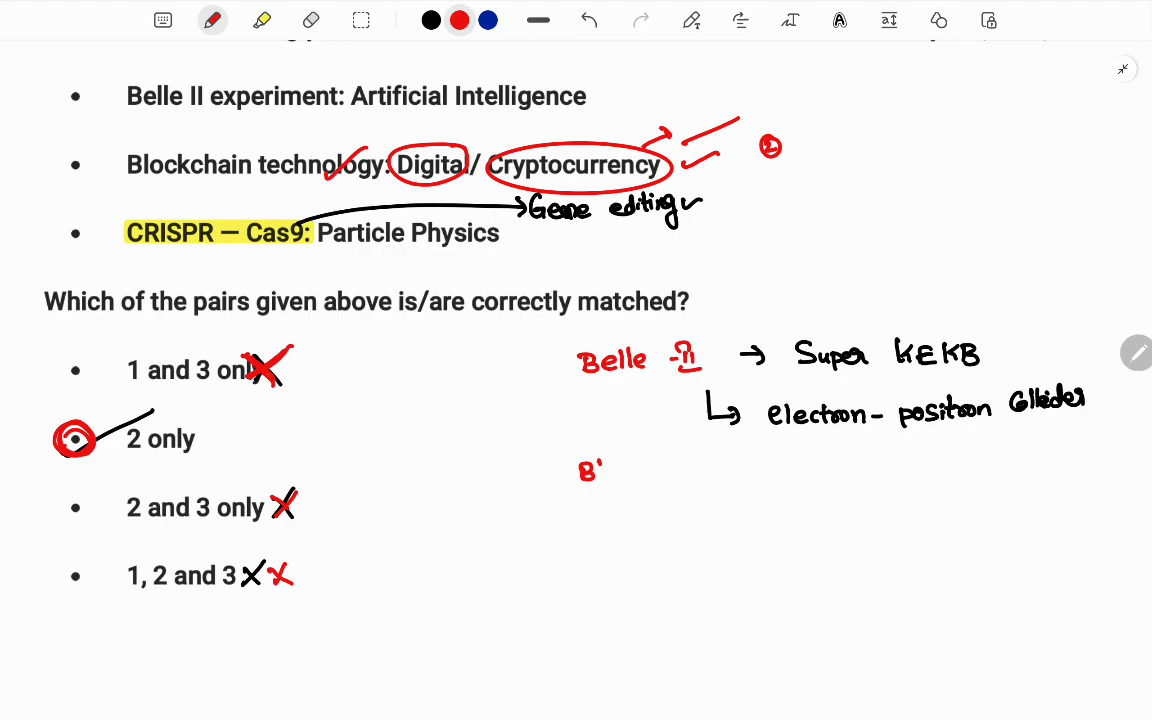 • Belle II experiment: Artificial Intelligence
• Blockchain technology: Digital/ Cryptocurrency
2
Gene editing
• CRISPR — Cas9: Particle Physics
Which of the pairs given above is/are correctly matched?
• 1 and 3 only
Belle II → Super KEKB
electron - positron Collider
• 2 only
B'
• 2 and 3 only
• 1, 2 and 3